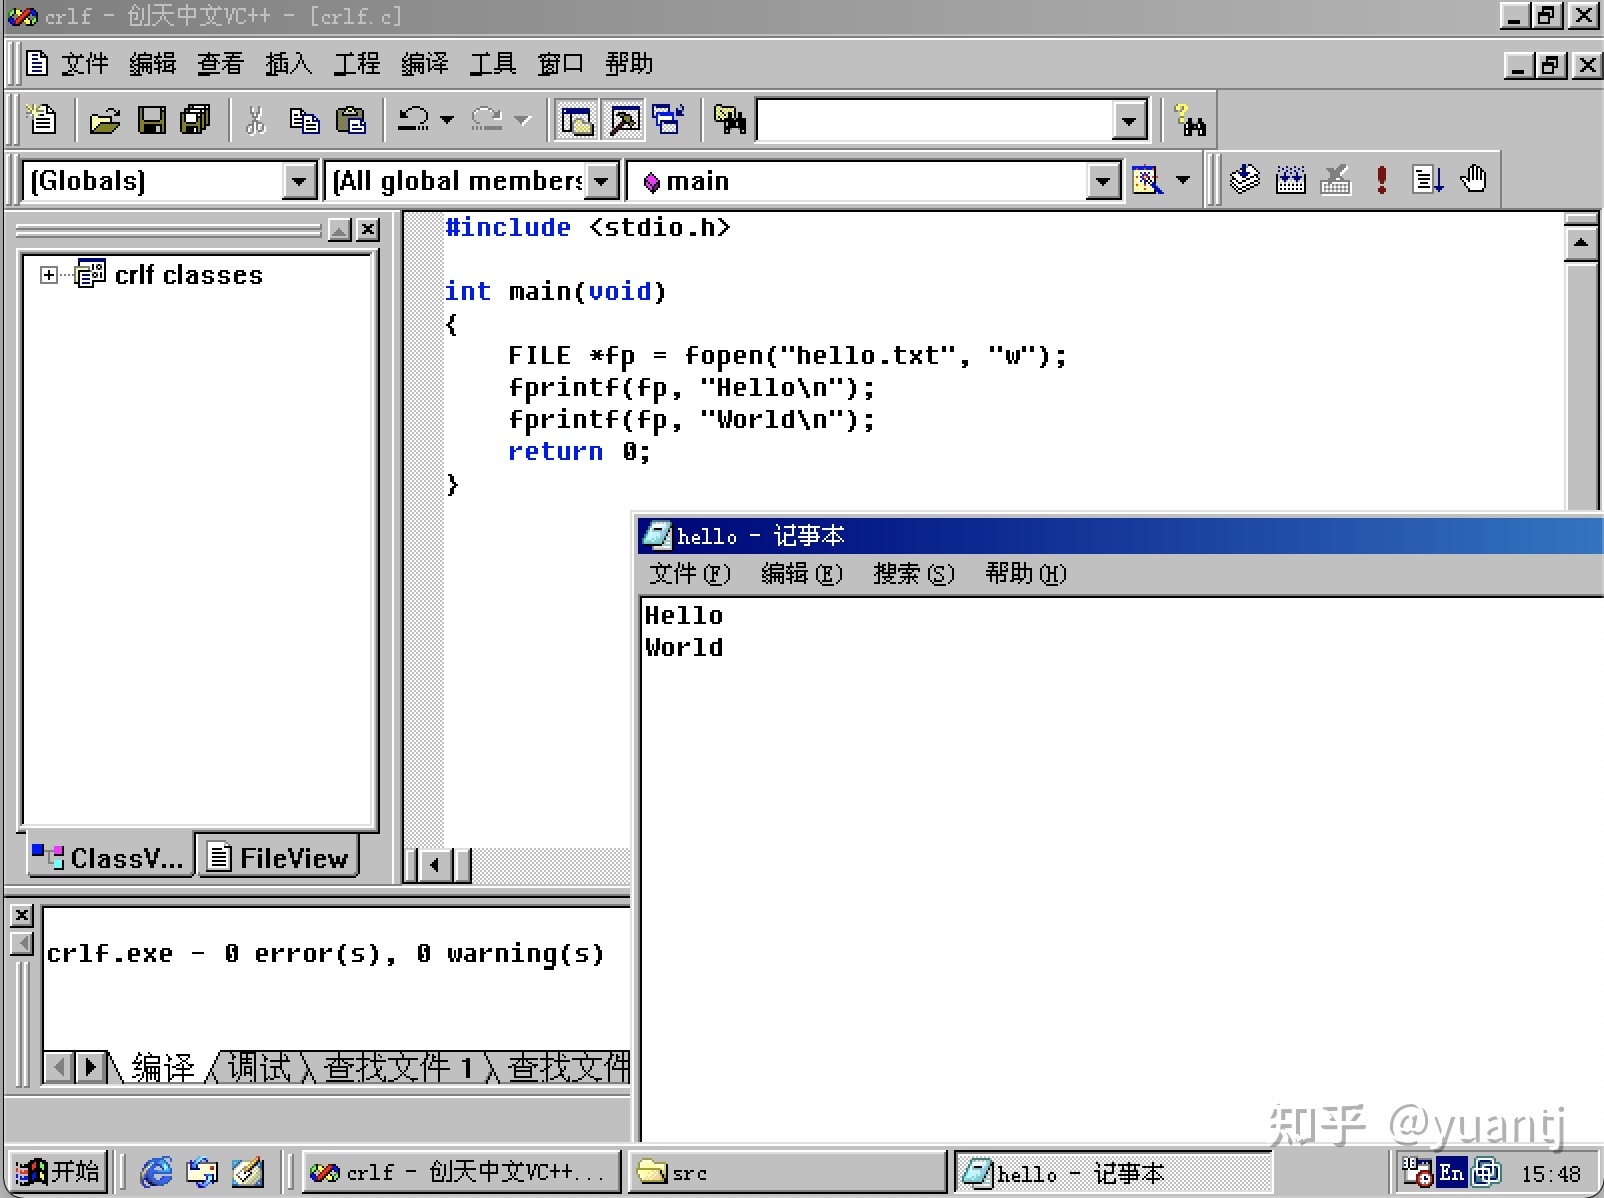 crlf - 创天中文VC++ - [crlf.c]
文件 编辑 查看 插入 工程 编译 工具 窗口 帮助
(Globals) (All global members main
crlf classes
#include <stdio.h>
int main(void)
{
FILE *fp = fopen("hello.txt", "w");
fprintf(fp, "Hello\n");
fprintf(fp, "World\n");
return 0;
}
ClassV... FileView
hello - 记事本
文件(F) 编辑(E) 搜索(S) 帮助(H)
Hello
World
crlf.exe - 0 error(s), 0 warning(s)
编译 调试 查找文件 1 查找文件
知乎 @yuantj
开始 crlf - 创天中文VC++... src hello - 记事本 En 15:48